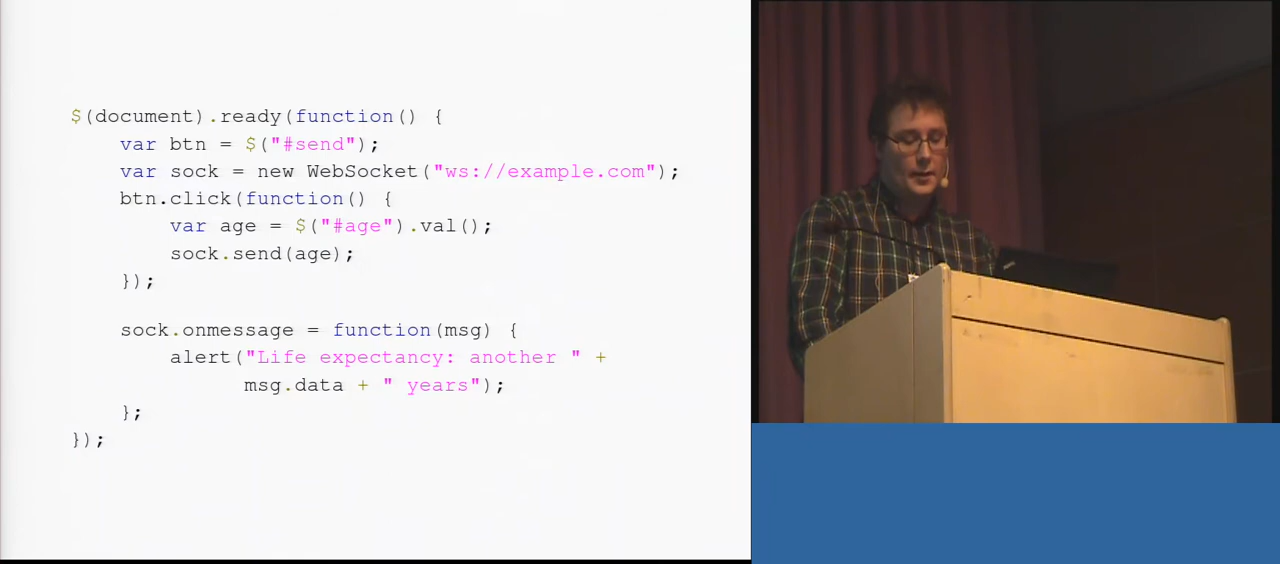 $(document).ready(function() {
    var btn = $("#send");
    var sock = new WebSocket("ws://example.com");
    btn.click(function() {
        var age = $("#age").val();
        sock.send(age);
    });

    sock.onmessage = function(msg) {
        alert("Life expectancy: another " +
              msg.data + " years");
    };
});